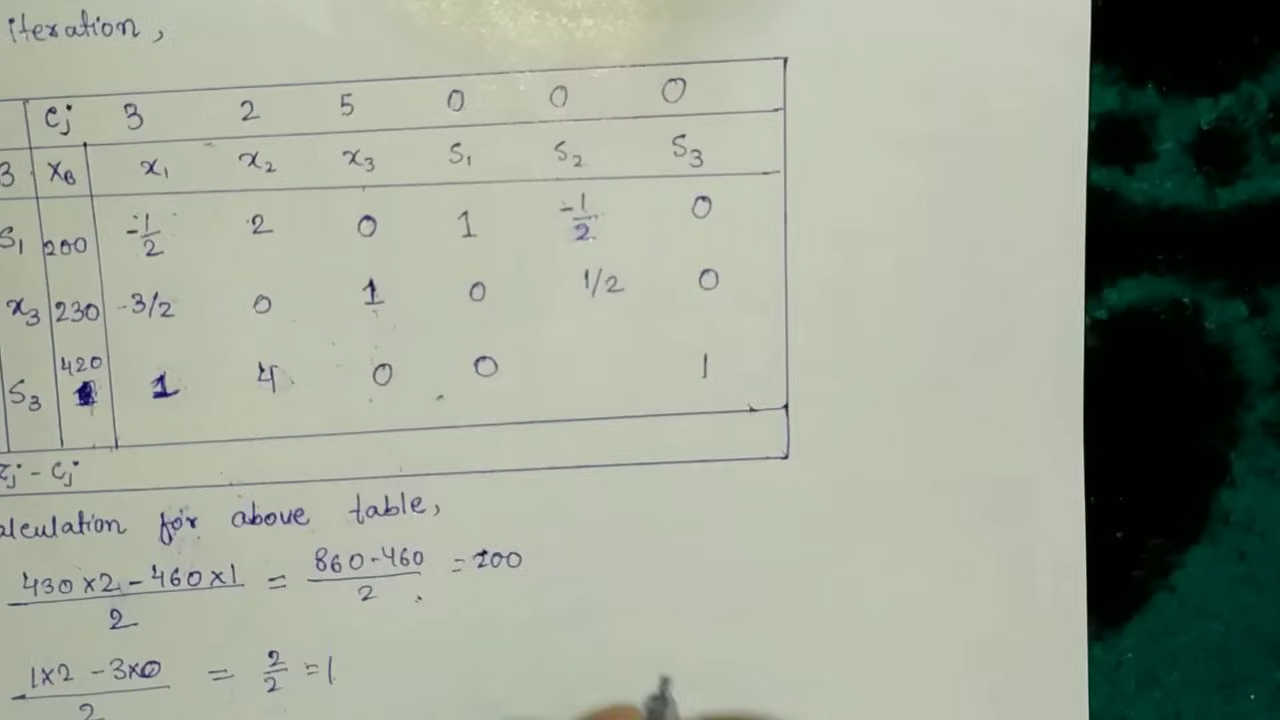 iteration,
Cj 3 2 5 0 0 0
B XB x₁ x₂ x₃ S₁ S₂ S₃
S₁ 200 -1/2 2 0 1 -1/2 0
x₃ 230 3/2 0 1 0 1/2 0
S₃ 420 1 4 0 0 1
Zj - Cj
alculation for above table,
430×2-460×1/2 = 860-460/2 = 200
1×2-3×0/2 = 2/2 = 1